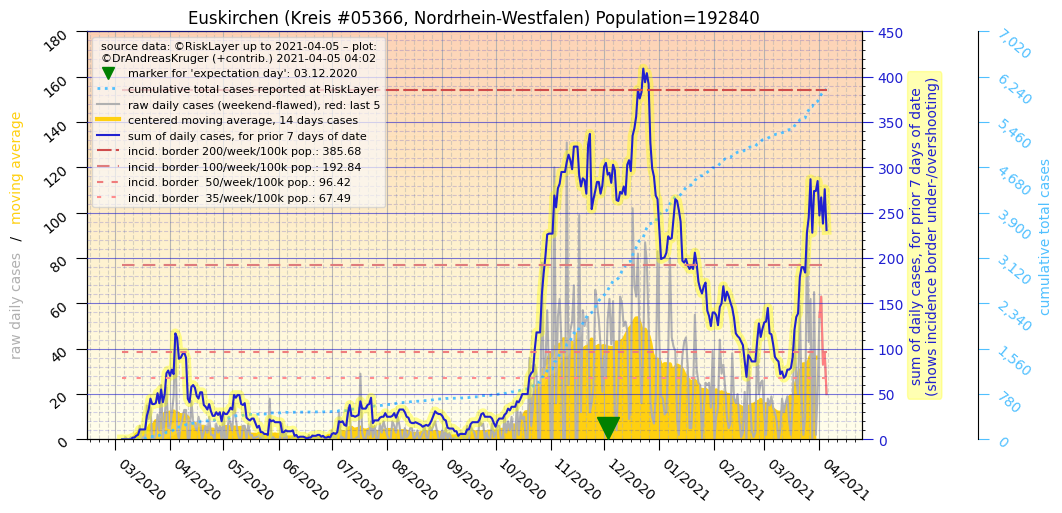 Euskirchen (Kreis #05366, Nordrhein-Westfalen) Population=192840
source data: ©RiskLayer up to 2021-04-05 – plot:
©DrAndreasKruger (+contrib.) 2021-04-05 04:02
marker for 'expectation day': 03.12.2020
cumulative total cases reported at RiskLayer
raw daily cases (weekend-flawed), red: last 5
centered moving average, 14 days cases
sum of daily cases, for prior 7 days of date
incid. border 200/week/100k pop.: 385.68
incid. border 100/week/100k pop.: 192.84
incid. border  50/week/100k pop.: 96.42
incid. border  35/week/100k pop.: 67.49
raw daily cases / moving average
180
160
140
120
100
80
60
40
20
0
03/2020
04/2020
05/2020
06/2020
07/2020
08/2020
09/2020
10/2020
11/2020
12/2020
01/2021
02/2021
03/2021
04/2021
450
400
350
300
250
200
150
100
50
0
sum of daily cases, for prior 7 days of date
(shows incidence border under-/overshooting)
7,020
6,240
5,460
4,680
3,900
3,120
2,340
1,560
780
0
cumulative total cases